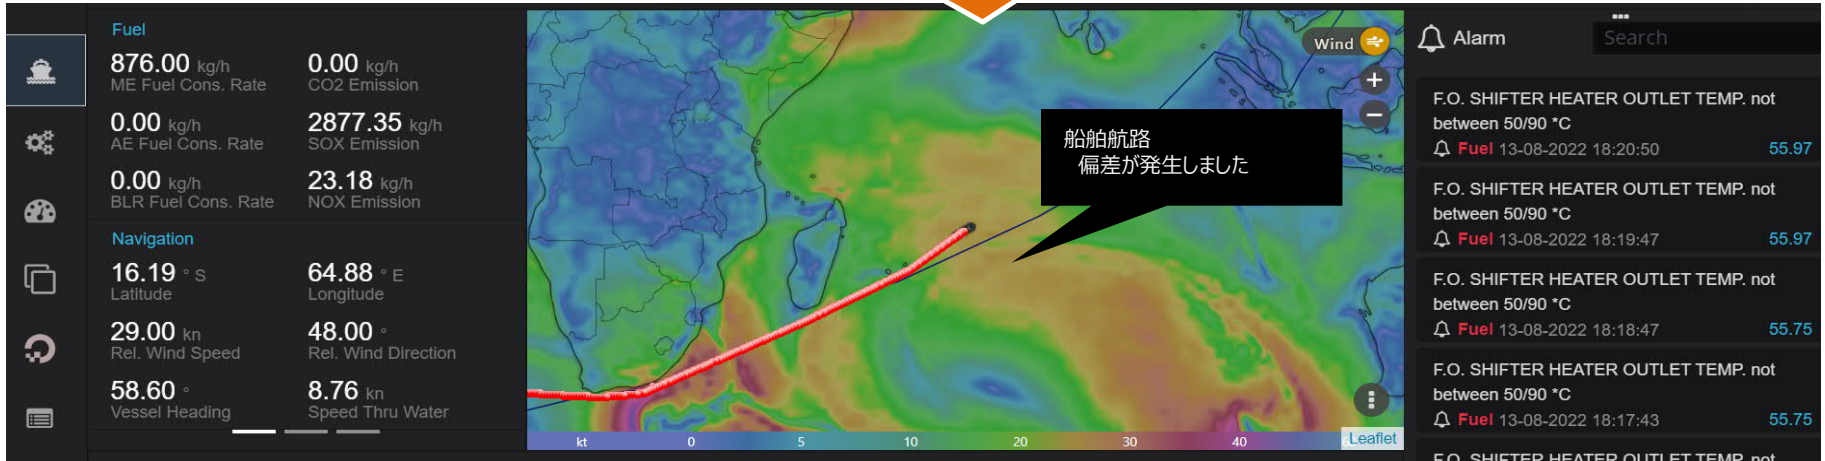 Fuel
876.00 kg/h
ME Fuel Cons. Rate
0.00 kg/h
CO2 Emission
0.00 kg/h
AE Fuel Cons. Rate
2877.35 kg/h
SOX Emission
0.00 kg/h
BLR Fuel Cons. Rate
23.18 kg/h
NOX Emission
Navigation
16.19 ° S
Latitude
64.88 ° E
Longitude
29.00 kn
Rel. Wind Speed
48.00 °
Rel. Wind Direction
58.60 °
Vessel Heading
8.76 kn
Speed Thru Water
Wind
+
−
船舶航路
偏差が発生しました
kt 0 5 10 20 30 40
Leaflet
Alarm
Search
F.O. SHIFTER HEATER OUTLET TEMP. not
between 50/90 *C
Fuel 13-08-2022 18:20:50 55.97
F.O. SHIFTER HEATER OUTLET TEMP. not
between 50/90 *C
Fuel 13-08-2022 18:19:47 55.97
F.O. SHIFTER HEATER OUTLET TEMP. not
between 50/90 *C
Fuel 13-08-2022 18:18:47 55.75
F.O. SHIFTER HEATER OUTLET TEMP. not
between 50/90 *C
Fuel 13-08-2022 18:17:43 55.75
F.O. SHIFTER HEATER OUTLET TEMP. not